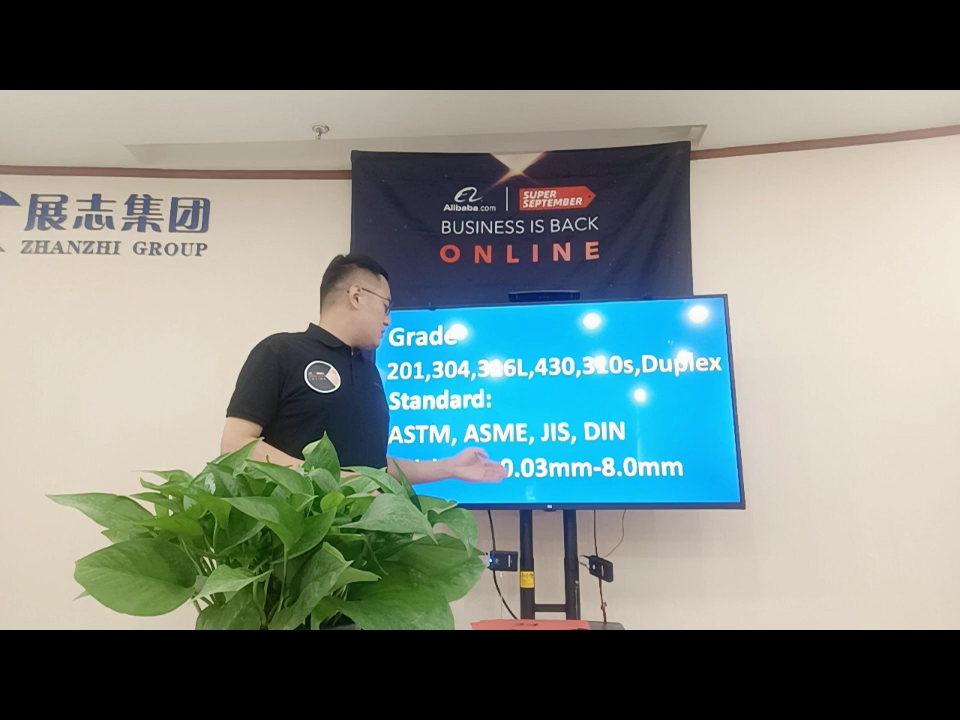 展志集团
ZHANZHI GROUP
Alibaba.com
SUPER
SEPTEMBER
BUSINESS IS BACK
ONLINE
Grade
201,304,316L,430,310s,Duplex
Standard:
ASTM, ASME, JIS, DIN
0.03mm-8.0mm